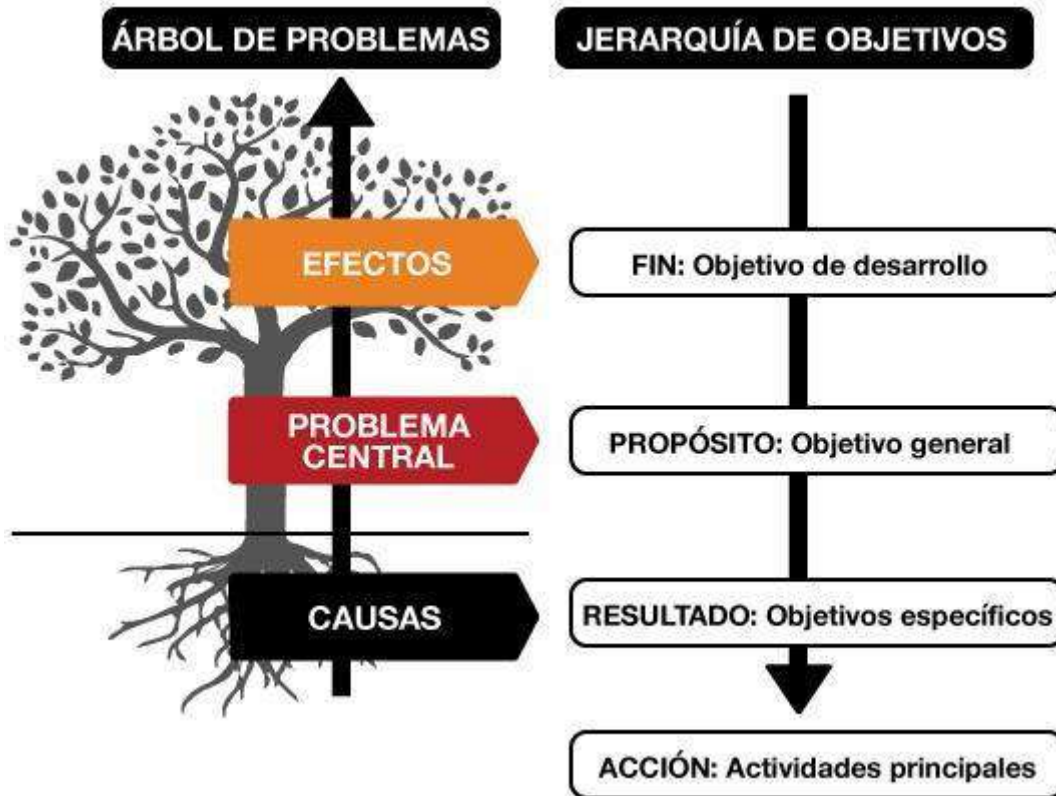 ÁRBOL DE PROBLEMAS
JERARQUÍA DE OBJETIVOS
EFECTOS
FIN: Objetivo de desarrollo
PROBLEMA
CENTRAL
PROPÓSITO: Objetivo general
CAUSAS
RESULTADO: Objetivos específicos
ACCIÓN: Actividades principales